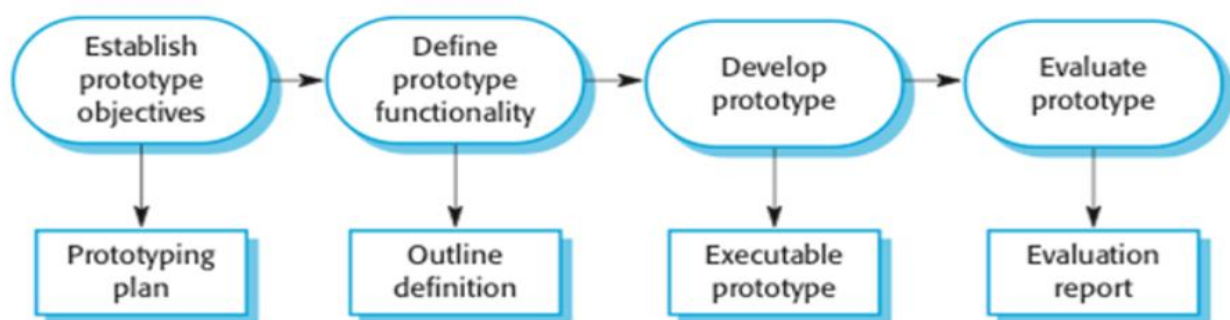 Establish
prototype
objectives
Define
prototype
functionality
Develop
prototype
Evaluate
prototype
Prototyping
plan
Outline
definition
Executable
prototype
Evaluation
report